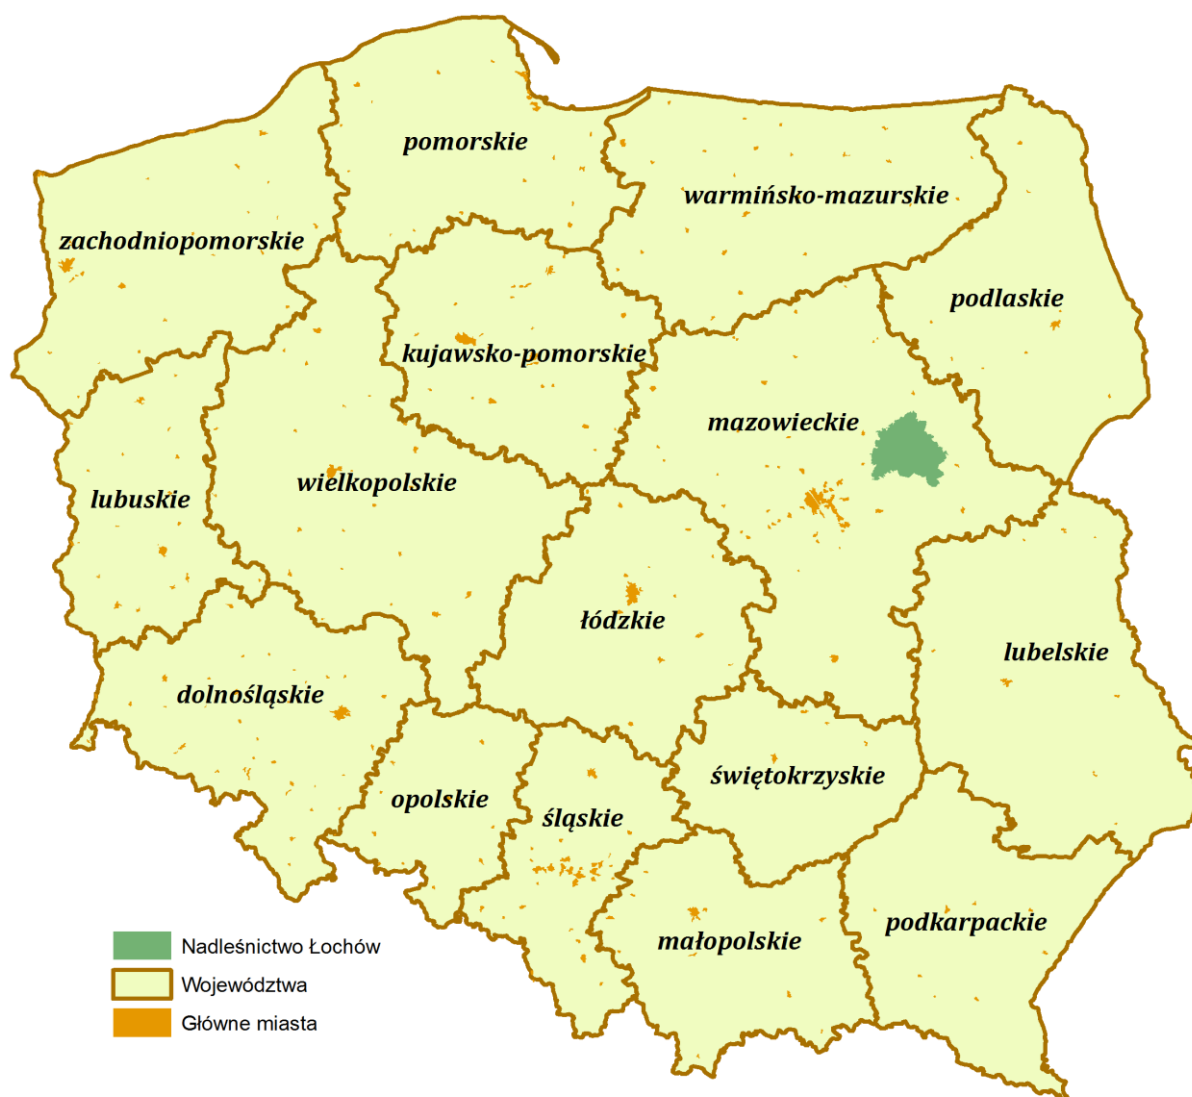 pomorskie
warmińsko-mazurskie
zachodniopomorskie
podlaskie
kujawsko-pomorskie
mazowieckie
wielkopolskie
lubuskie
łódzkie
lubelskie
dolnośląskie
świętokrzyskie
opolskie
śląskie
podkarpackie
małopolskie
Nadleśnictwo Łochów
Województwa
Główne miasta